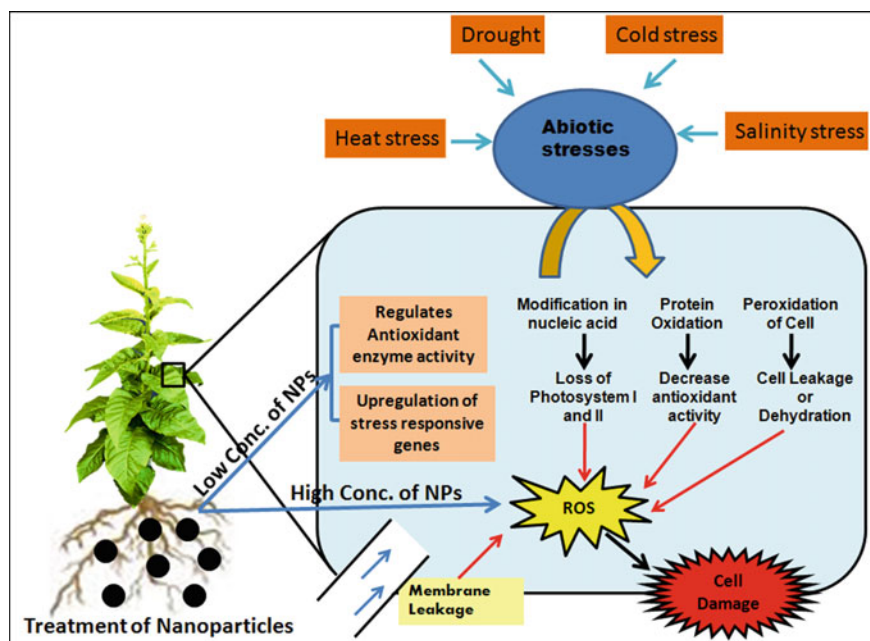 Drought
Cold stress
Heat stress
Abiotic
stresses
Salinity stress
Regulates
Antioxidant
enzyme activity
Upregulation of
stress responsive
genes
Modification in
nucleic acid
Loss of
Photosystem I
and II
Protein
Oxidation
Decrease
antioxidant
activity
Peroxidation
of Cell
Cell Leakage
or
Dehydration
Low Conc. of NPs
High Conc. of NPs
ROS
Membrane
Leakage
Cell
Damage
Treatment of Nanoparticles